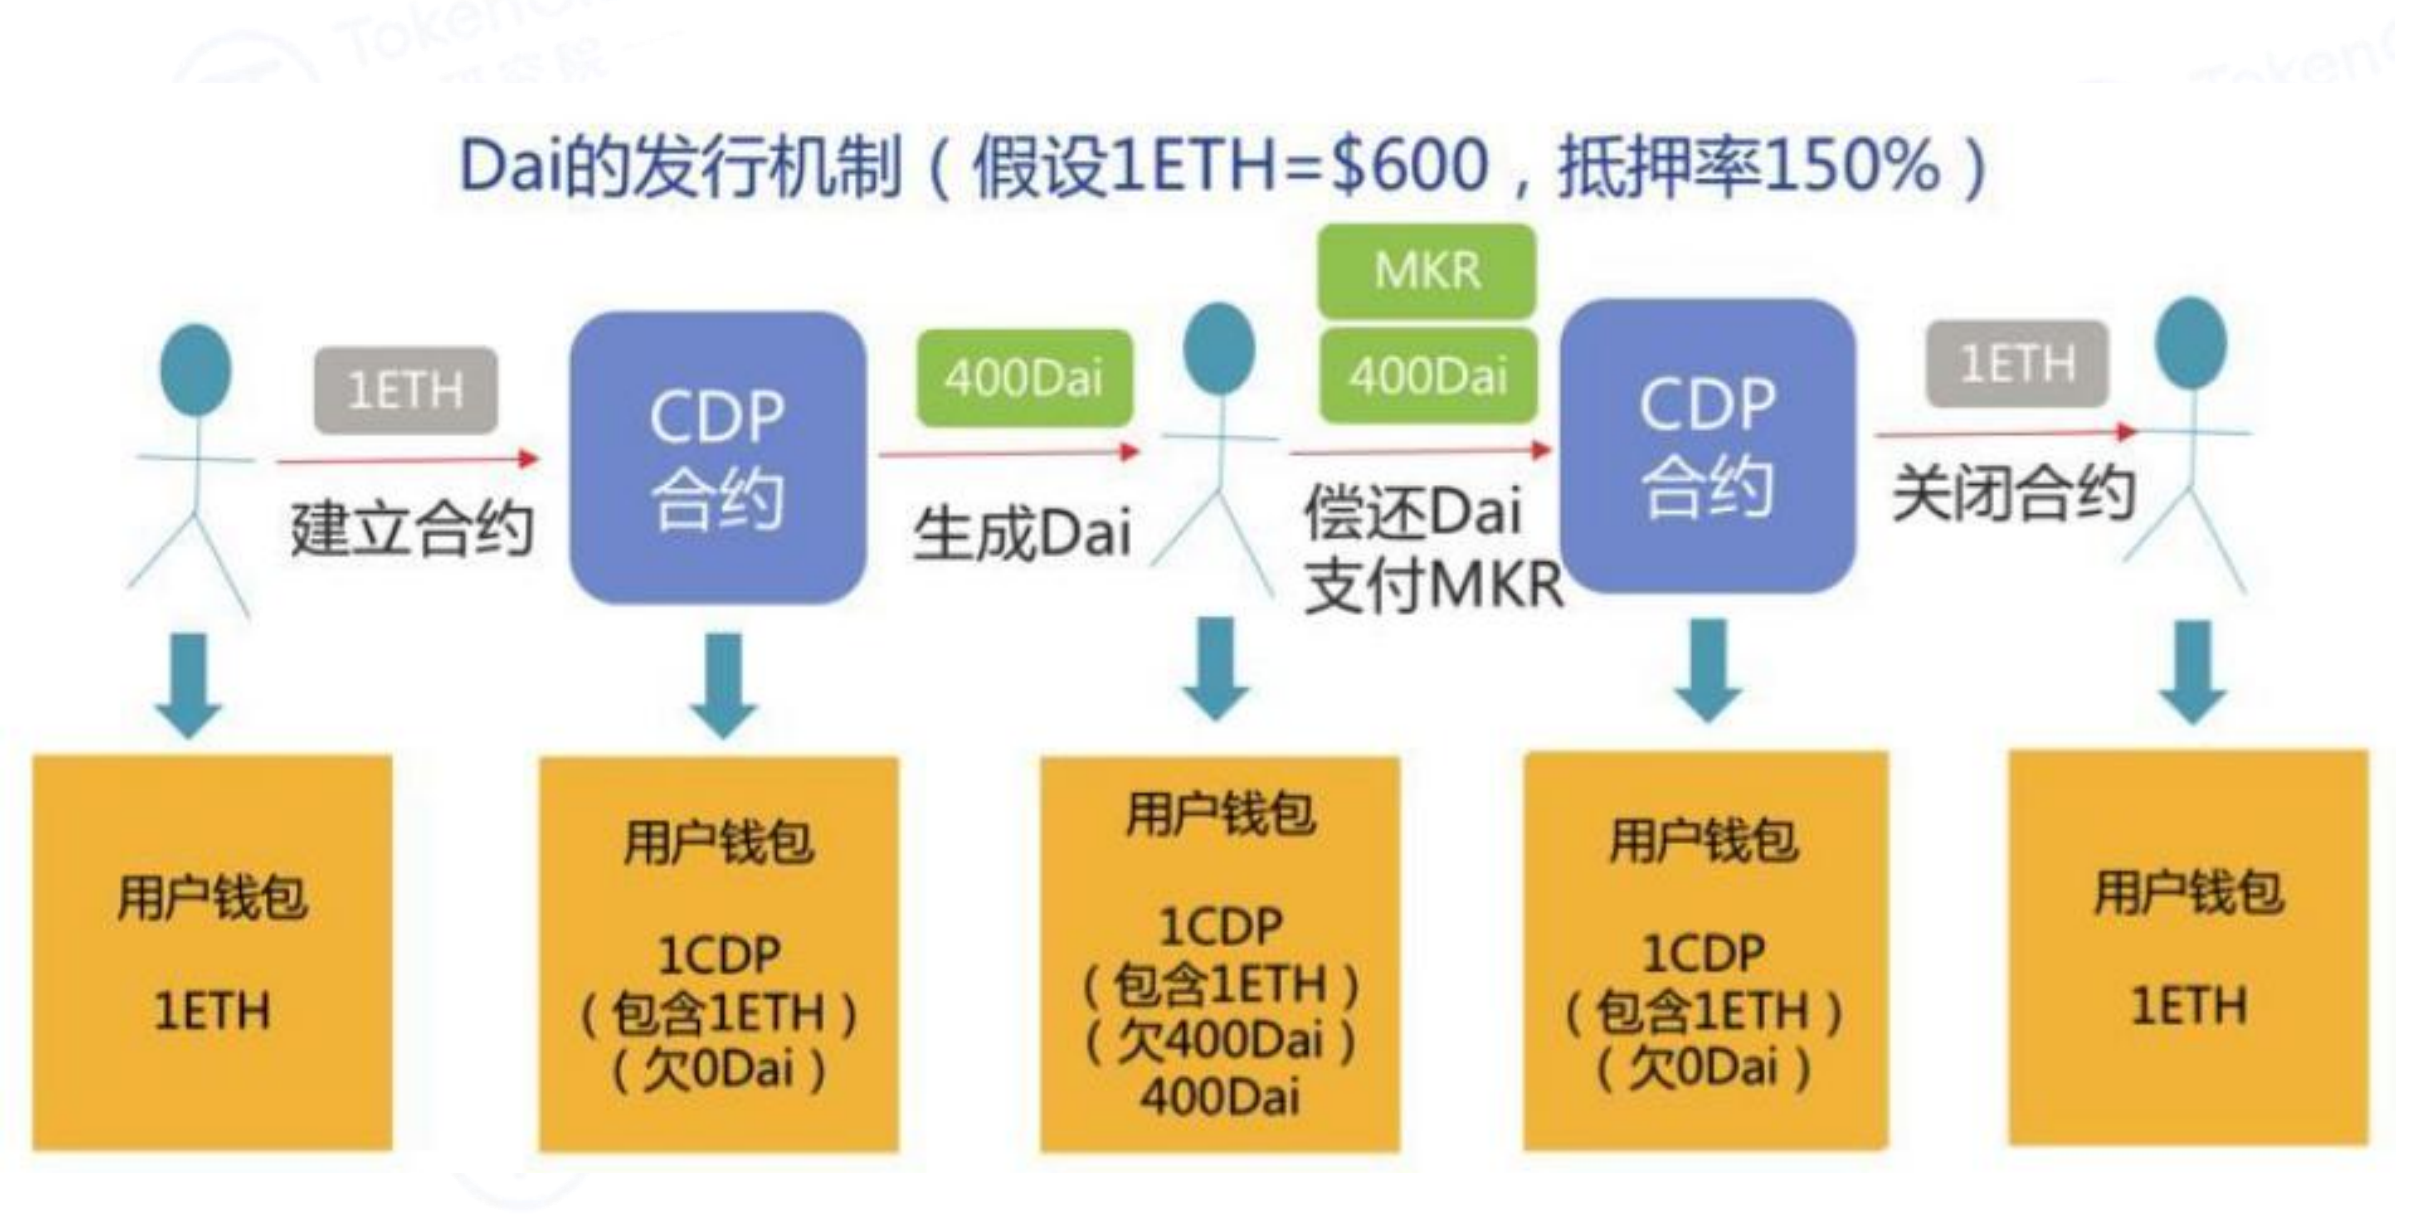 Dai的发行机制（假设1ETH=$600，抵押率150%）
1ETH
建立合约
CDP
合约
400Dai
生成Dai
MKR
400Dai
偿还Dai
支付MKR
CDP
合约
1ETH
关闭合约
用户钱包
1ETH
用户钱包
1CDP
（包含1ETH）
（欠0Dai）
用户钱包
1CDP
（包含1ETH）
（欠400Dai）
400Dai
用户钱包
1CDP
（包含1ETH）
（欠0Dai）
用户钱包
1ETH